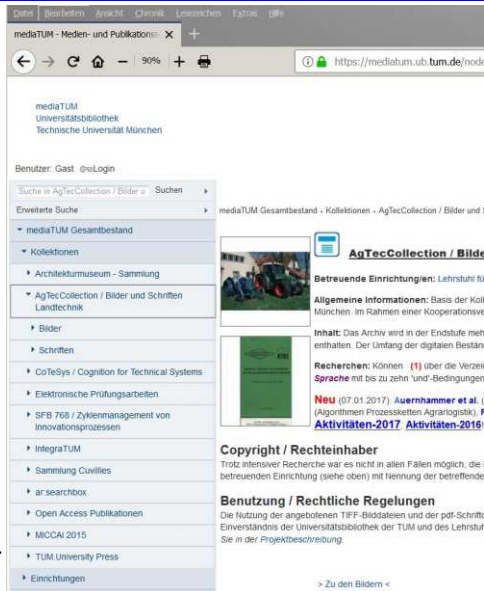 Datei Bearbeiten Ansicht Chronik Lesezeichen Extras Hilfe
mediaTUM - Medien- und Publikations
90%
https://mediatum.ub.tum.de/node
mediaTUM
Universitätsbibliothek
Technische Universität München
Benutzer: Gast Login
Suche in AgTecCollection / Bilder u Suchen
Erweiterte Suche
mediaTUM Gesamtbestand
Kollektionen
Architekturmuseum - Sammlung
AgTecCollection / Bilder und Schriften
Landtechnik
Bilder
Schriften
CoTeSys / Cognition for Technical Systems
Elektronische Prüfungsarbeiten
SFB 768 / Zyklenmanagement von
Innovationsprozessen
IntegraTUM
Sammlung Cuvillies
ar:searchbox
Open Access Publikationen
MICCAI 2015
TUM.University Press
Einrichtungen
mediaTUM Gesamtbestand - Kollektionen - AgTecCollection / Bilder und
AgTecCollection / Bilde
Betreuende Einrichtung/en: Lehrstuhl fü
Allgemeine Informationen: Basis der Koll
München. Im Rahmen einer Kooperationsve
Inhalt: Das Archiv wird in der Endstufe meh
enthalten. Der Umfang der digitalen Bestän
Recherchen: Können (1) über die Verzei
Sprache mit bis zu zehn 'und'-Bedingungen
Neu (07.01.2017): Auernhammer et al. (
(Algorithmen Prozessketten Agrarlogistik),
Aktivitäten-2017, Aktivitäten-2016
Copyright / Rechteinhaber
Trotz intensiver Recherche war es nicht in allen Fällen möglich, die
betreuenden Einrichtung (siehe oben) mit Nennung der betreffende
Benutzung / Rechtliche Regelungen
Die Nutzung der angebotenen TIFF-Bilddateien und der pdf-Schrift
Einverständnis der Universitätsbibliothek der TUM und des Lehrstuh
Sie in der Projektbeschreibung.
> Zu den Bildern <